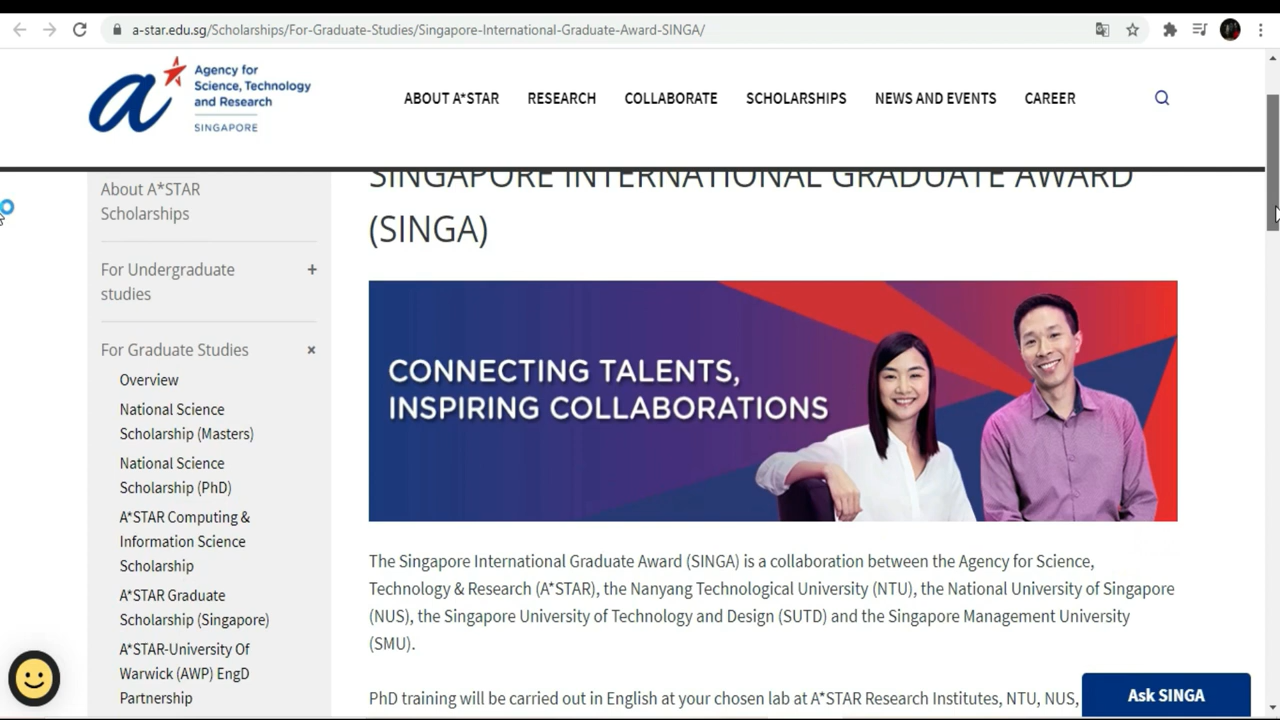 a-star.edu.sg/Scholarships/For-Graduate-Studies/Singapore-International-Graduate-Award-SINGA/
a
Agency for
Science, Technology
and Research
SINGAPORE
ABOUT A*STAR RESEARCH COLLABORATE SCHOLARSHIPS NEWS AND EVENTS CAREER
About A*STAR
Scholarships
For Undergraduate
studies
+
For Graduate Studies
×
Overview
National Science
Scholarship (Masters)
National Science
Scholarship (PhD)
A*STAR Computing &
Information Science
Scholarship
A*STAR Graduate
Scholarship (Singapore)
A*STAR-University Of
Warwick (AWP) EngD
Partnership
SINGAPORE INTERNATIONAL GRADUATE AWARD
(SINGA)
CONNECTING TALENTS,
INSPIRING COLLABORATIONS
The Singapore International Graduate Award (SINGA) is a collaboration between the Agency for Science,
Technology & Research (A*STAR), the Nanyang Technological University (NTU), the National University of Singapore
(NUS), the Singapore University of Technology and Design (SUTD) and the Singapore Management University
(SMU).
PhD training will be carried out in English at your chosen lab at A*STAR Research Institutes, NTU, NUS,
Ask SINGA